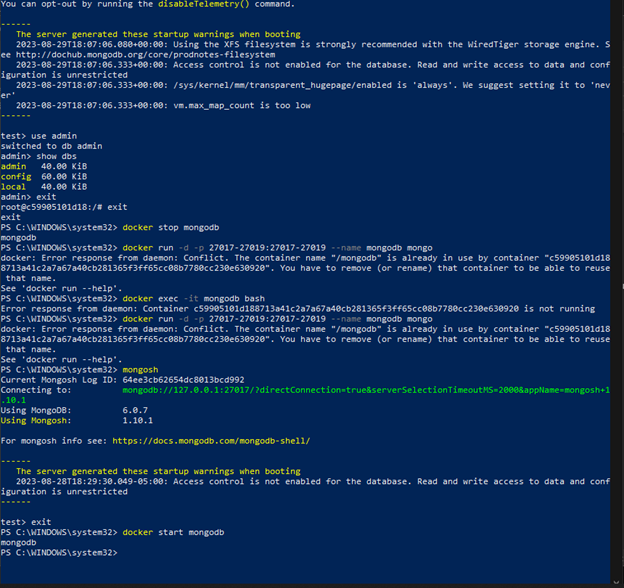 You can opt-out by running the disableTelemetry() command.
------
The server generated these startup warnings when booting
2023-08-29T18:07:06.080+00:00: Using the XFS filesystem is strongly recommended with the WiredTiger storage engine. S
ee http://dochub.mongodb.org/core/prodnotes-filesystem
2023-08-29T18:07:06.333+00:00: Access control is not enabled for the database. Read and write access to data and conf
iguration is unrestricted
2023-08-29T18:07:06.333+00:00: /sys/kernel/mm/transparent_hugepage/enabled is 'always'. We suggest setting it to 'nev
er'
2023-08-29T18:07:06.333+00:00: vm.max_map_count is too low
------
test> use admin
switched to db admin
admin> show dbs
admin 40.00 KiB
config 60.00 KiB
local 40.00 KiB
admin> exit
root@c59905101d18:/# exit
exit
PS C:\WINDOWS\system32> docker stop mongodb
mongodb
PS C:\WINDOWS\system32> docker run -d -p 27017-27019:27017-27019 --name mongodb mongo
docker: Error response from daemon: Conflict. The container name "/mongodb" is already in use by container "c59905101d18
8713a41c2a7a67a40cb281365f3ff65cc08b7780cc230e630920". You have to remove (or rename) that container to be able to reuse
that name.
See 'docker run --help'.
PS C:\WINDOWS\system32> docker exec -it mongodb bash
Error response from daemon: Container c59905101d188713a41c2a7a67a40cb281365f3ff65cc08b7780cc230e630920 is not running
PS C:\WINDOWS\system32> docker run -d -p 27017-27019:27017-27019 --name mongodb mongo
docker: Error response from daemon: Conflict. The container name "/mongodb" is already in use by container "c59905101d18
8713a41c2a7a67a40cb281365f3ff65cc08b7780cc230e630920". You have to remove (or rename) that container to be able to reuse
that name.
See 'docker run --help'.
PS C:\WINDOWS\system32> mongosh
Current Mongosh Log ID: 64ee3cb62654dc8013bcd992
Connecting to: mongodb://127.0.0.1:27017/?directConnection=true&serverSelectionTimeoutMS=2000&appName=mongosh+1
.10.1
Using MongoDB: 6.0.7
Using Mongosh: 1.10.1
For mongosh info see: https://docs.mongodb.com/mongodb-shell/
------
The server generated these startup warnings when booting
2023-08-28T18:29:30.049-05:00: Access control is not enabled for the database. Read and write access to data and conf
iguration is unrestricted
------
test> exit
PS C:\WINDOWS\system32> docker start mongodb
mongodb
PS C:\WINDOWS\system32>